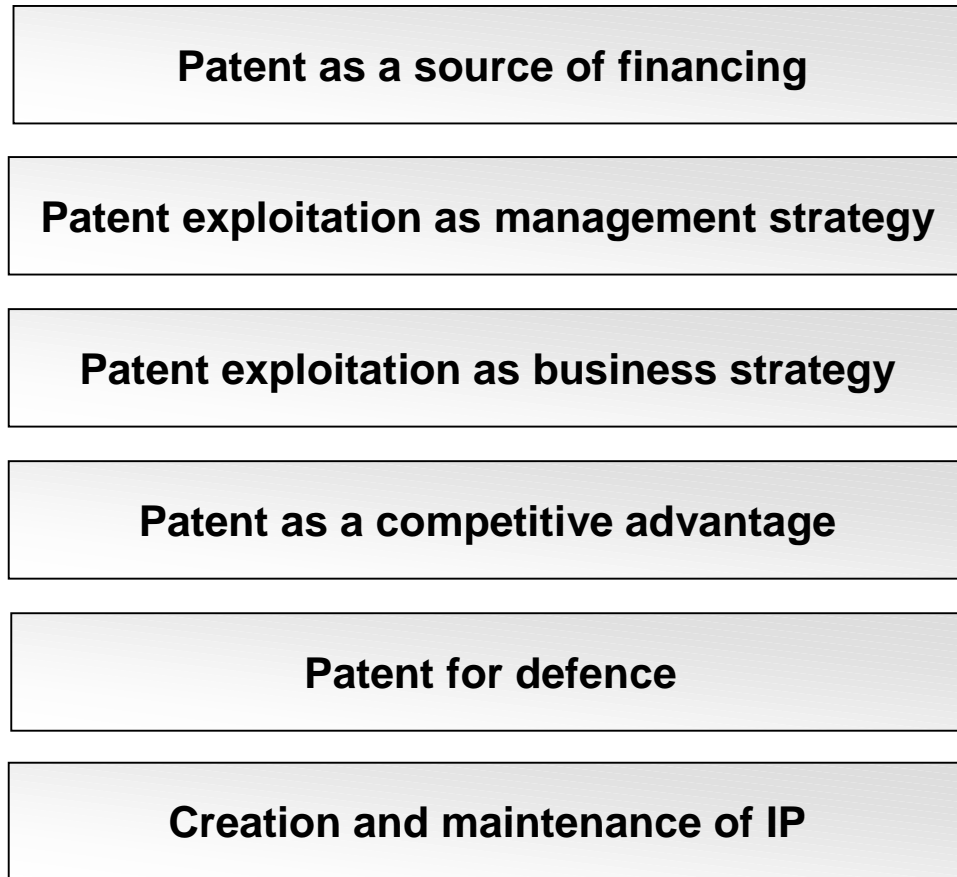 Patent as a source of financing
Patent exploitation as management strategy
Patent exploitation as business strategy
Patent as a competitive advantage
Patent for defence
Creation and maintenance of IP